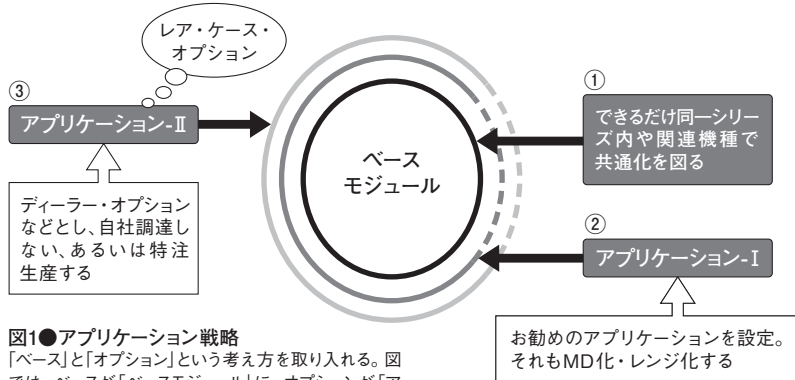 レア・ケース・
オプション
③
アプリケーション-Ⅱ
ディーラー・オプション
などとし、自社調達し
ない、あるいは特注
生産する
ベース
モジュール
①
できるだけ同一シリー
ズ内や関連機種で
共通化を図る
②
アプリケーション-Ⅰ
お勧めのアプリケーションを設定。
それもMD化・レンジ化する
図1●アプリケーション戦略
「ベース」と「オプション」という考え方を取り入れる。図